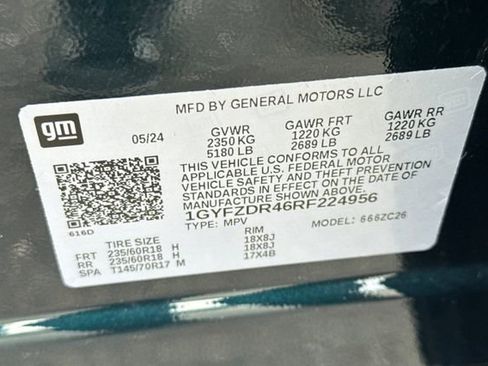 MFD BY GENERAL MOTORS LLC
gm
05/24
GVWR GAWR FRT GAWR RR
2350 KG 1220 KG 1220 KG
5180 LB 2689 LB 2689 LB
THIS VEHICLE CONFORMS TO ALL
APPLICABLE U.S. FEDERAL MOTOR
VEHICLE SAFETY AND THEFT PREVENTION
STANDARDS IN EFFECT ON THE DATE OF
MANUFACTURE SHOWN ABOVE.
1GYFZDR46RF224956
616D
TYPE: MPV MODEL: 666ZC26
TIRE SIZE RIM
FRT 235/60R18 H 18X8J
RR 235/60R18 H 18X8J
SPA T145/70R17 M 17X4B